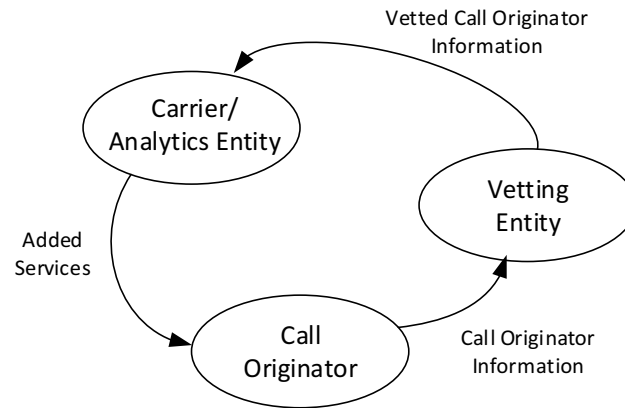 Vetted Call Originator
Information
Carrier/
Analytics Entity
Vetting
Entity
Added
Services
Call
Originator
Call Originator
Information